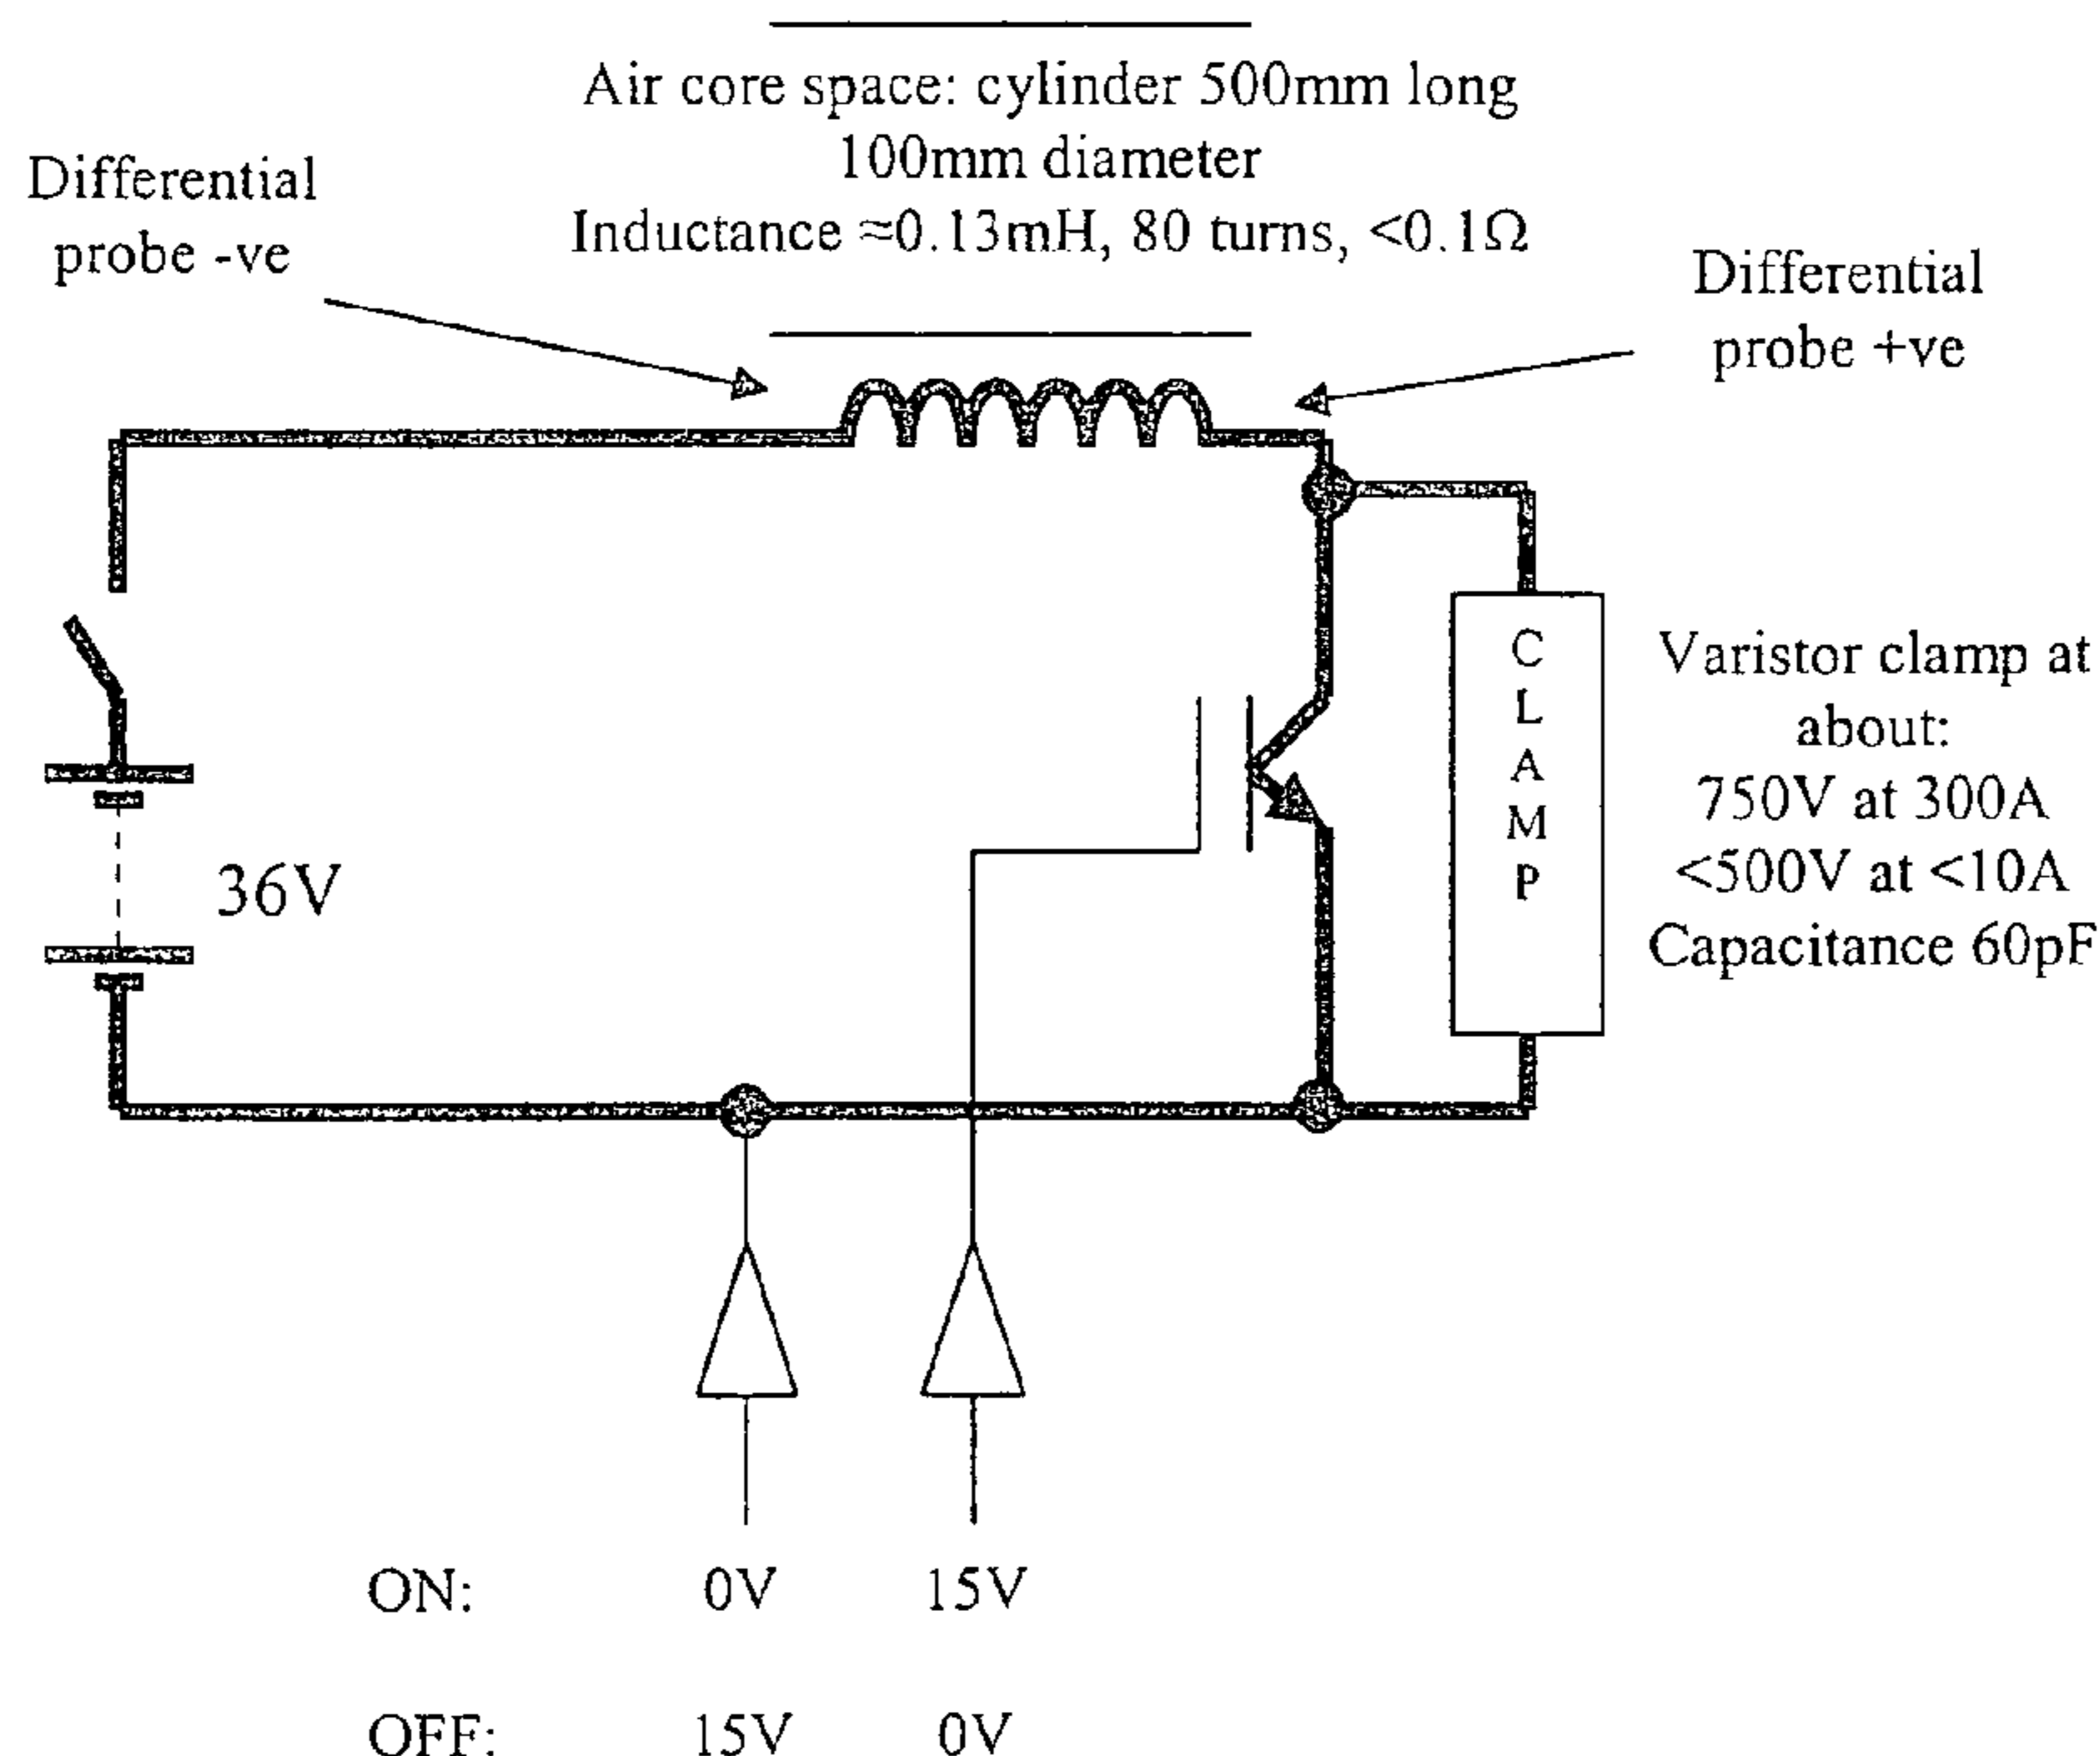 Air core space: cylinder 500mm long
100mm diameter
Inductance ≈0.13mH, 80 turns, <0.1Ω
Differential
probe -ve
Differential
probe +ve
C
L
A
M
P
Varistor clamp at
about:
750V at 300A
<500V at <10A
Capacitance 60pF
36V
ON: 0V 15V
OFF: 15V 0V